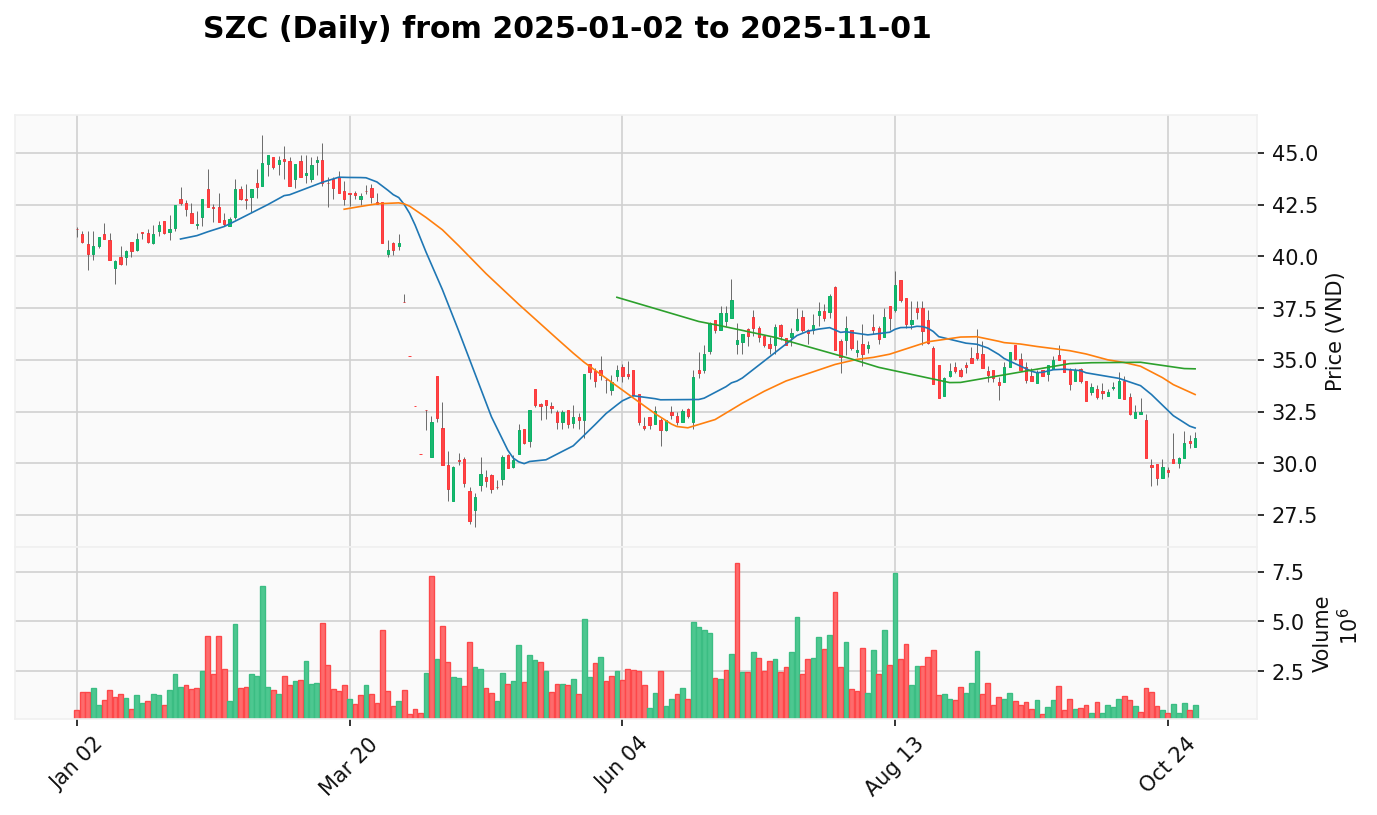 SZC (Daily) from 2025-01-02 to 2025-11-01
45.0
42.5
40.0
37.5
35.0
32.5
30.0
27.5
Price (VND)
7.5
5.0
2.5
Volume
10^6
Jan 02
Mar 20
Jun 04
Aug 13
Oct 24